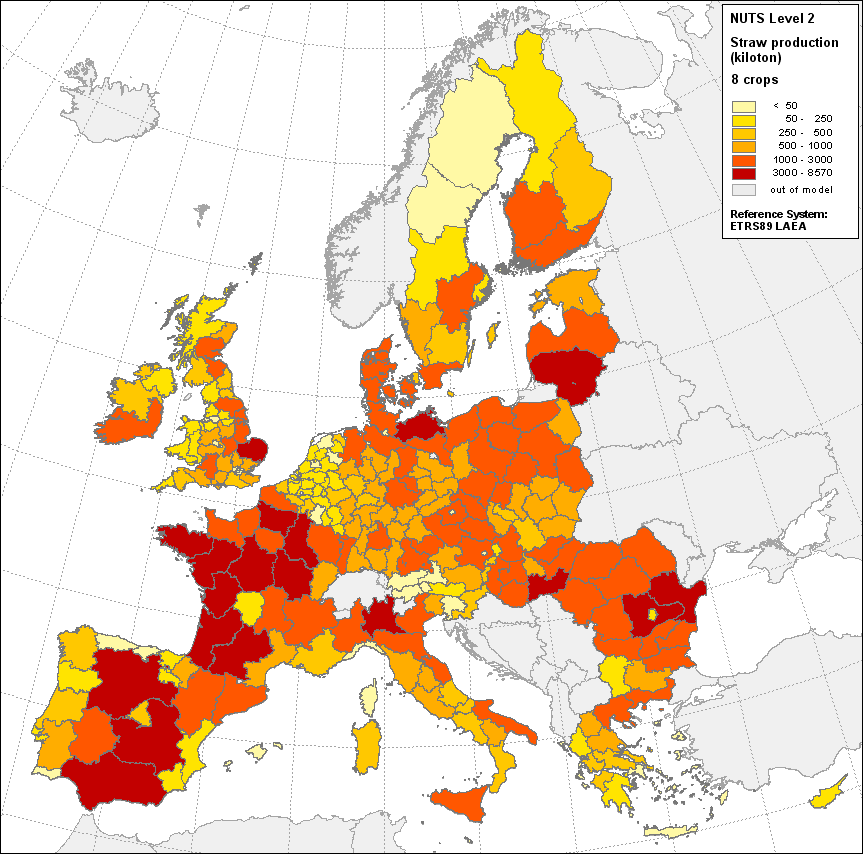 NUTS Level 2
Straw production
(kiloton)
8 crops
< 50
50 - 250
250 - 500
500 - 1000
1000 - 3000
3000 - 8570
out of model
Reference System:
ETRS89 LAEA